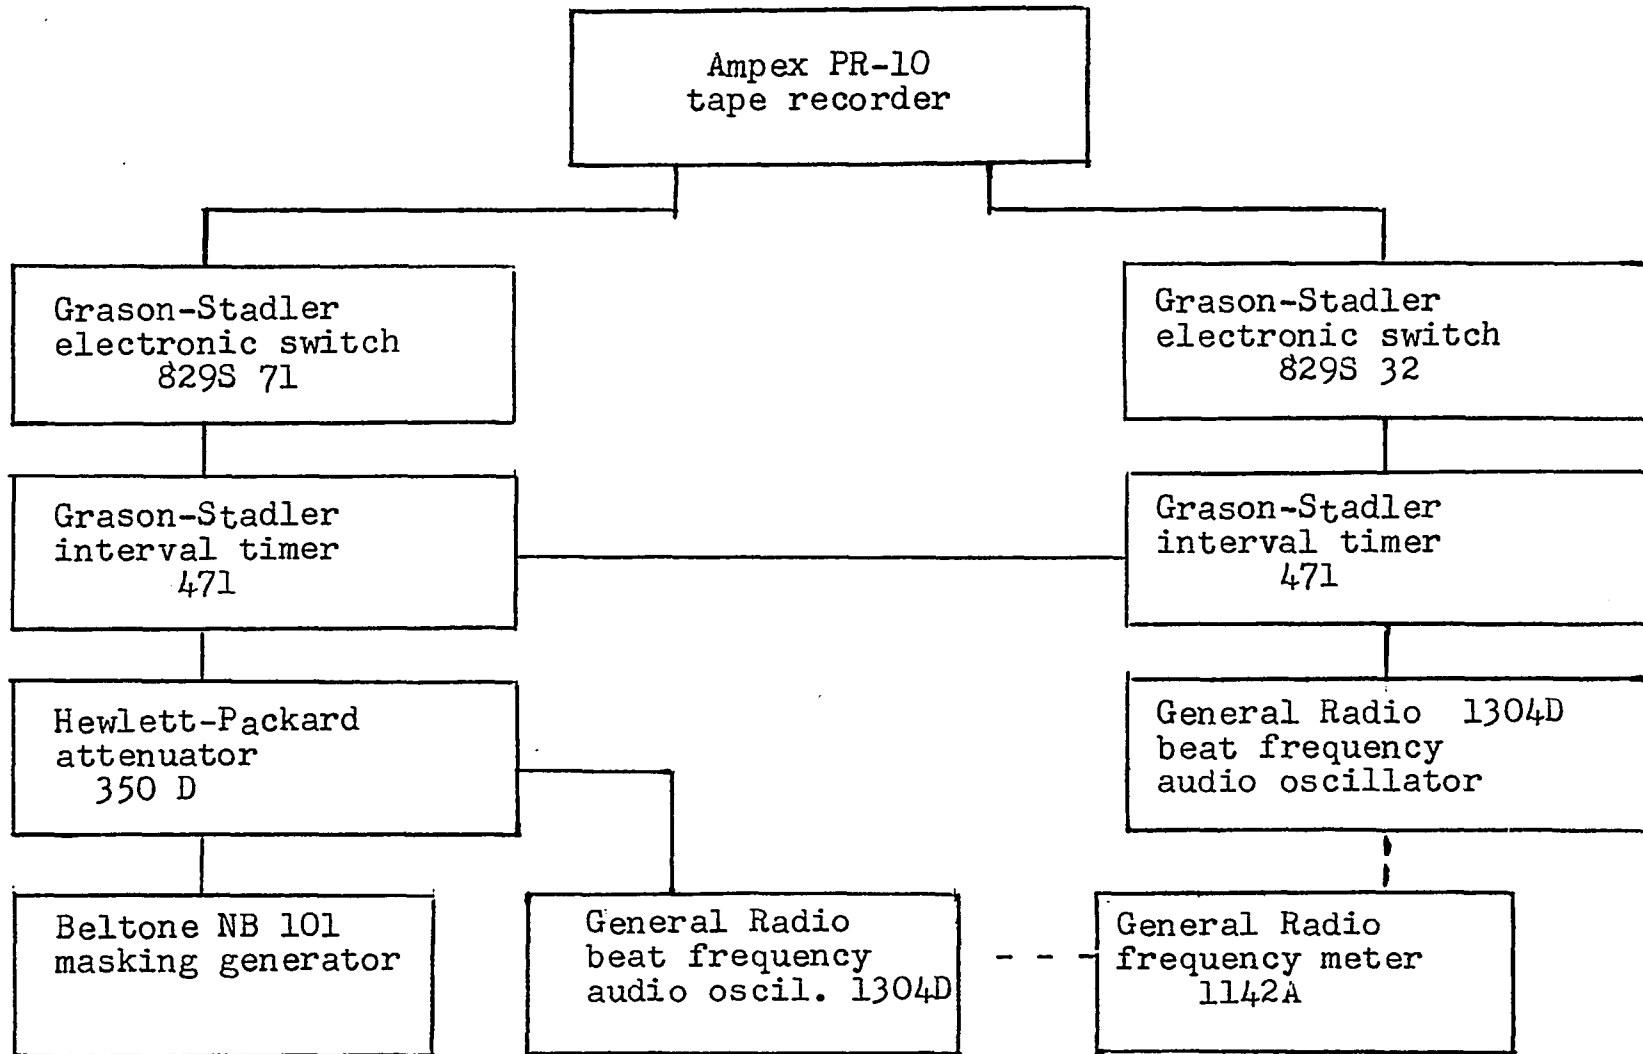 Ampex PR-10
tape recorder
Grason-Stadler
electronic switch
829S 71
Grason-Stadler
electronic switch
829S 32
Grason-Stadler
interval timer
471
Grason-Stadler
interval timer
471
Hewlett-Packard
attenuator
350 D
General Radio 1304D
beat frequency
audio oscillator
Beltone NB 101
masking generator
General Radio
beat frequency
audio oscil. 1304D
General Radio
frequency meter
1142A